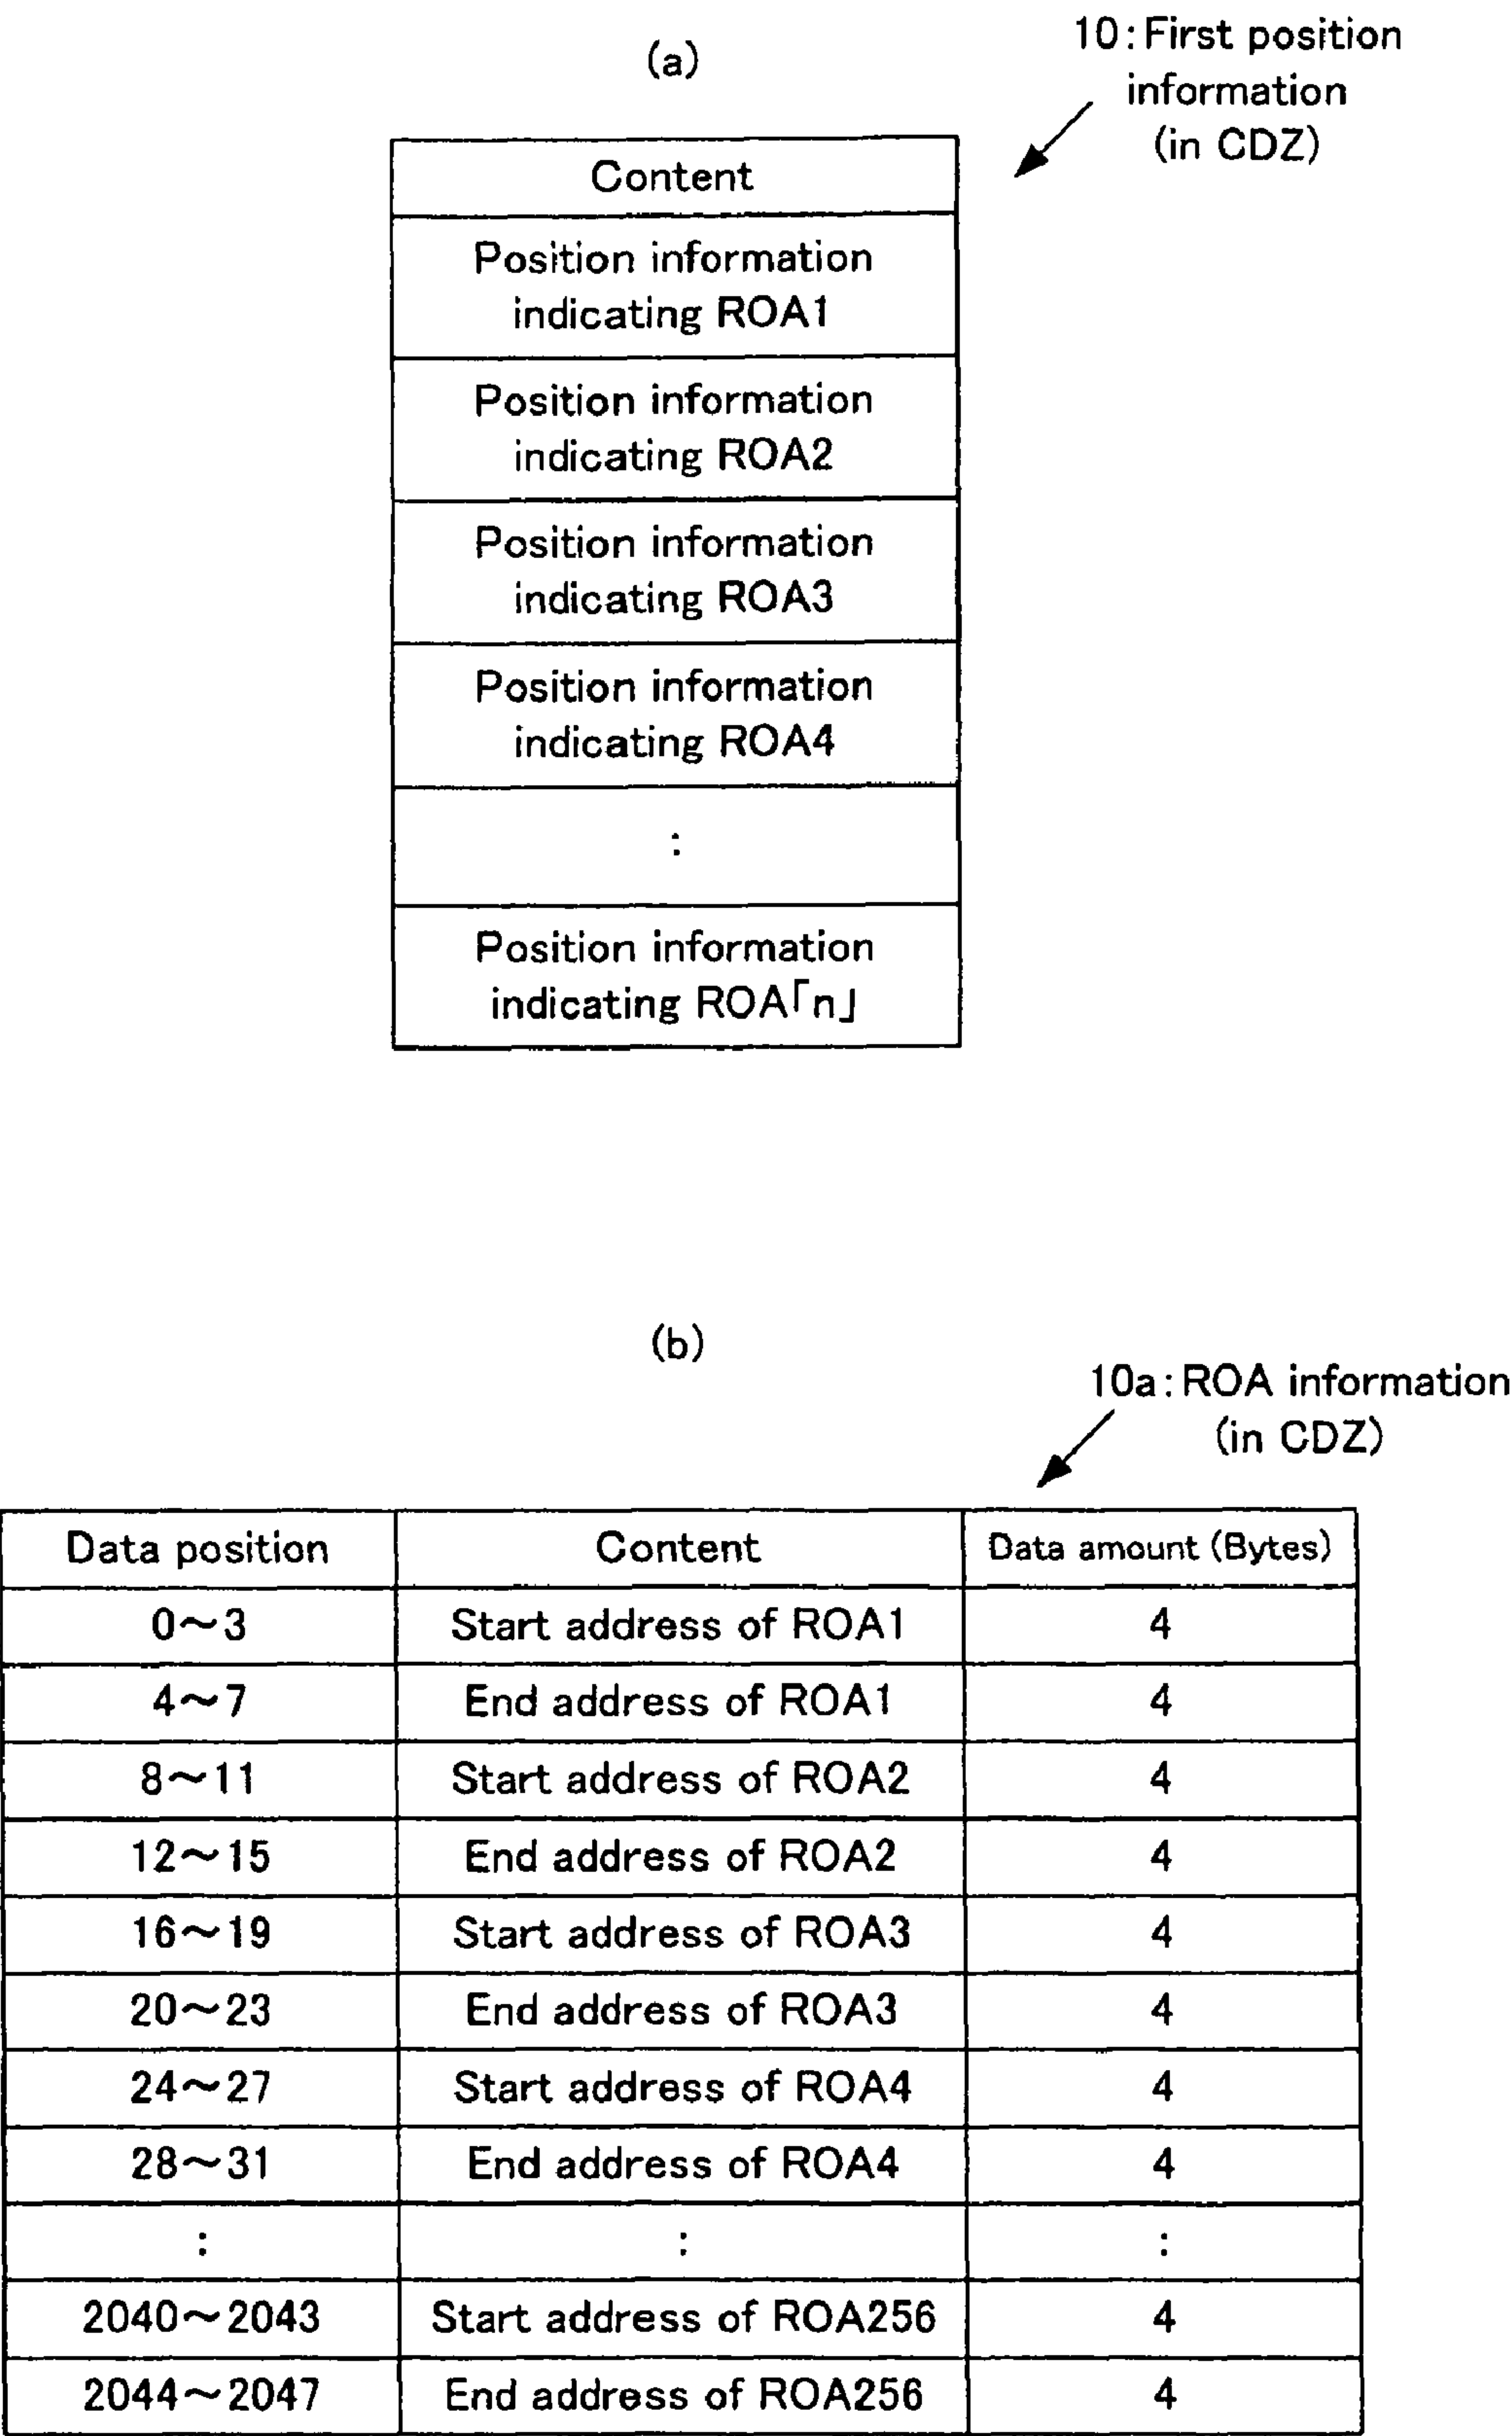 (a)
10:First position
information
(in CDZ)
Content
Position information
indicating ROA1
Position information
indicating ROA2
Position information
indicating ROA3
Position information
indicating ROA4
:
Position information
indicating ROA「n」
(b)
10a:ROA information
(in CDZ)
Data position Content Data amount (Bytes)
0~3 Start address of ROA1 4
4~7 End address of ROA1 4
8~11 Start address of ROA2 4
12~15 End address of ROA2 4
16~19 Start address of ROA3 4
20~23 End address of ROA3 4
24~27 Start address of ROA4 4
28~31 End address of ROA4 4
: : :
2040~2043 Start address of ROA256 4
2044~2047 End address of ROA256 4